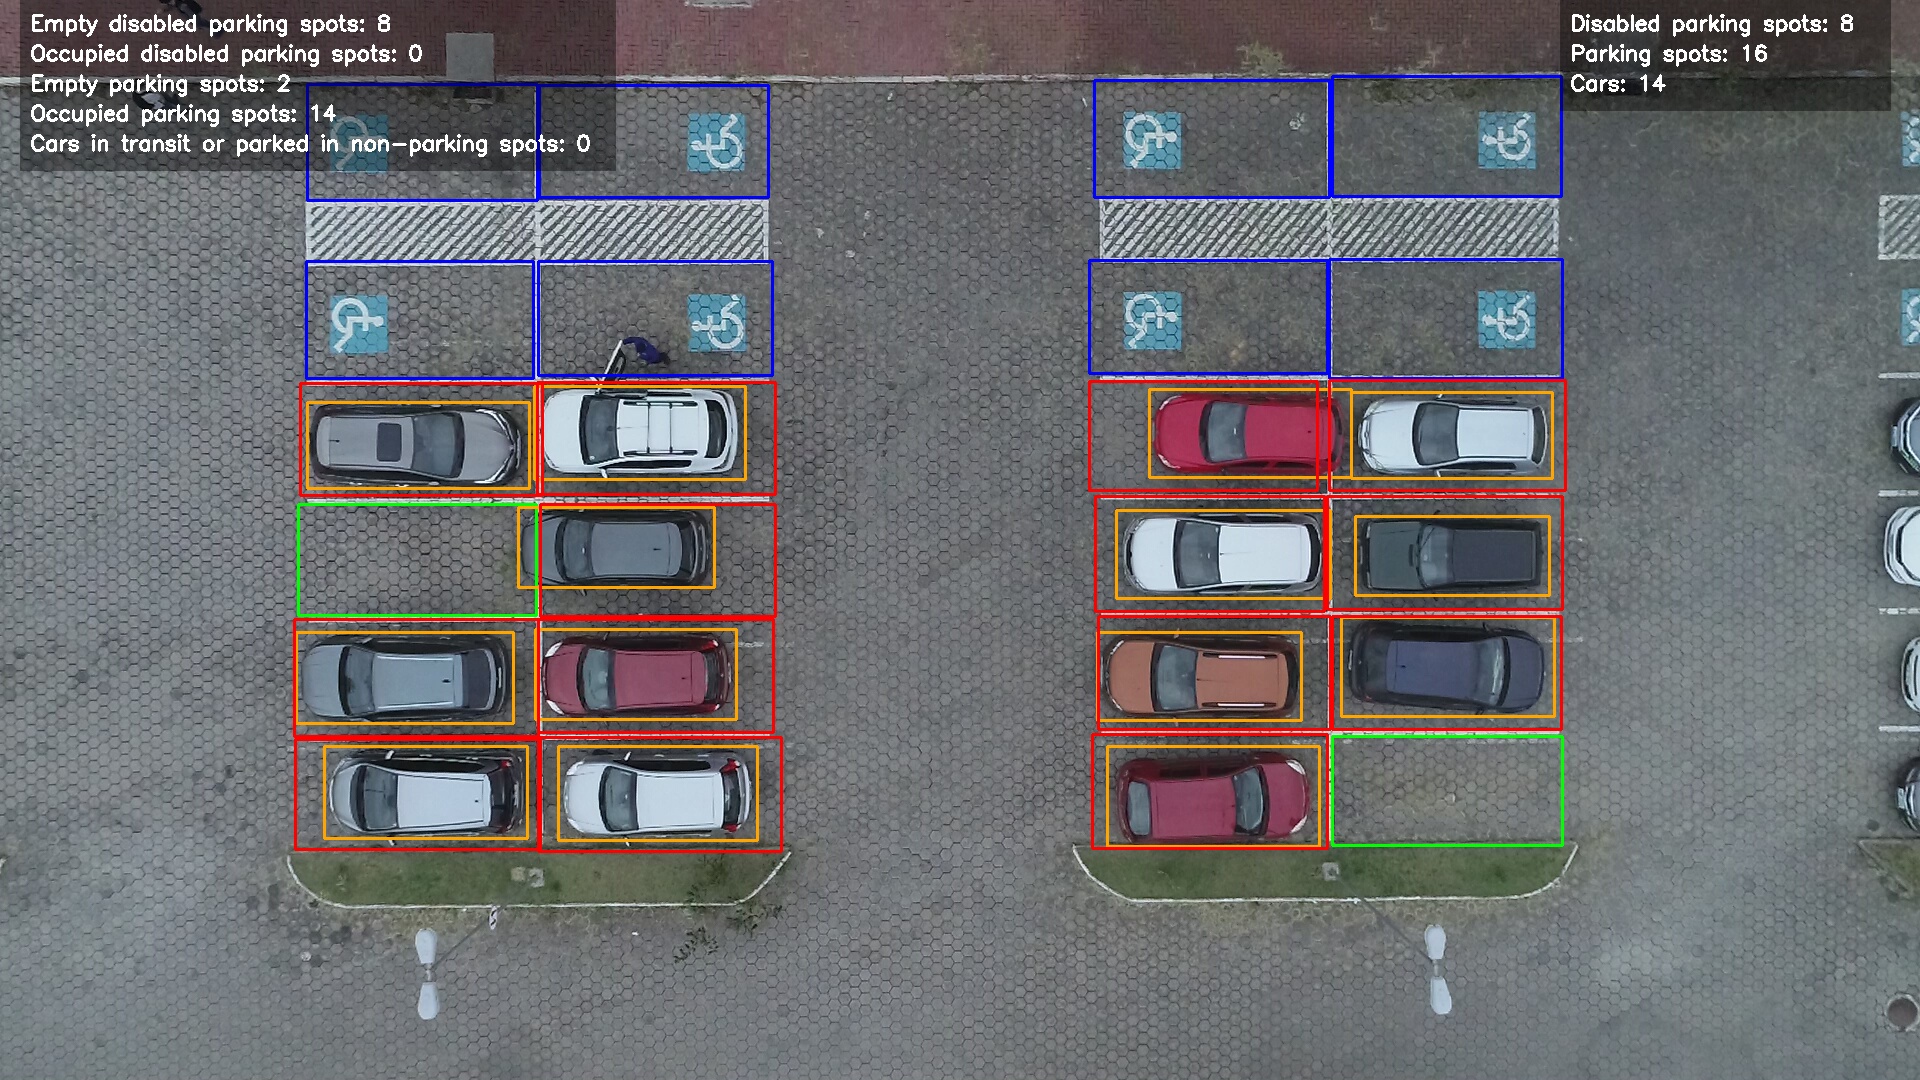 Empty disabled parking spots: 8
Occupied disabled parking spots: 0
Empty parking spots: 2
Occupied parking spots: 14
Cars in transit or parked in non-parking spots: 0
Disabled parking spots: 8
Parking spots: 16
Cars: 14